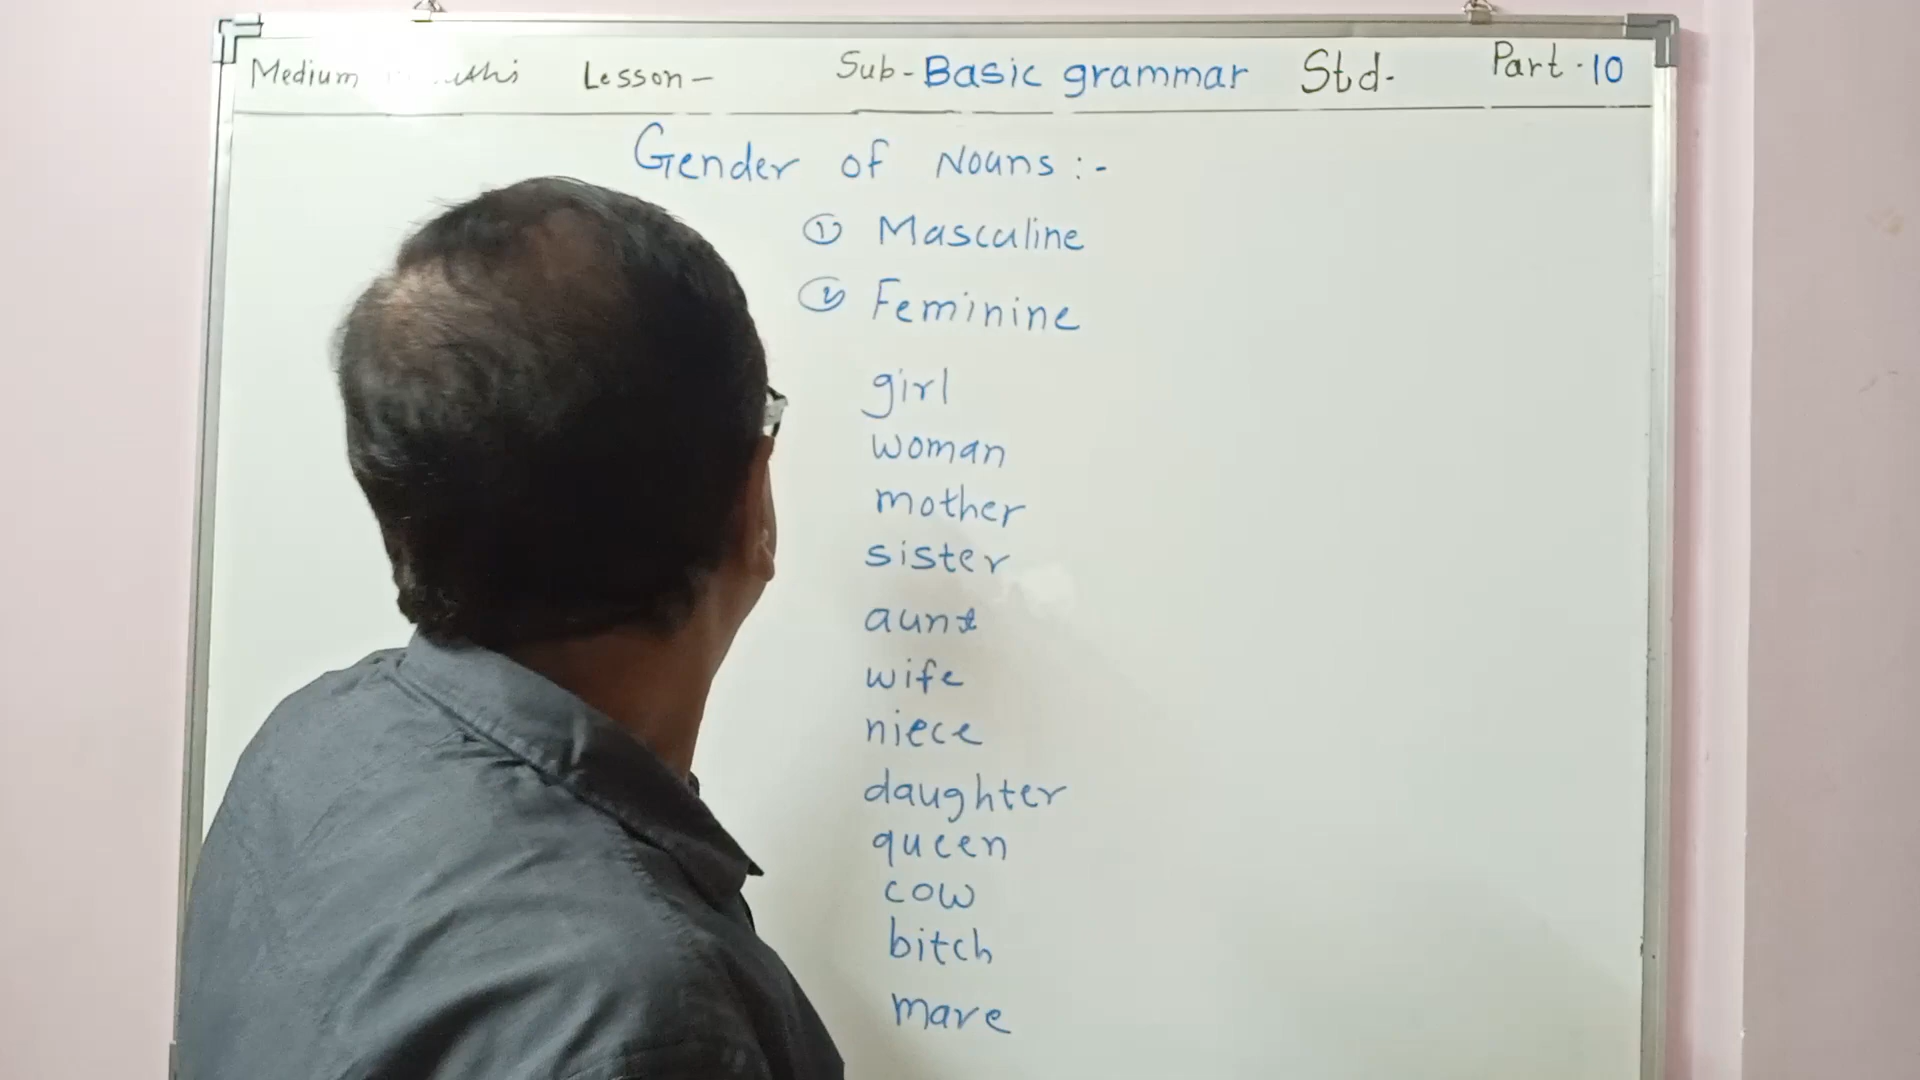 Medium Lesson - Sub - Basic grammar Std - Part - 10
Gender of Nouns :-
① Masculine
② Feminine
girl
woman
mother
sister
aunt
wife
niece
daughter
queen
cow
bitch
mare